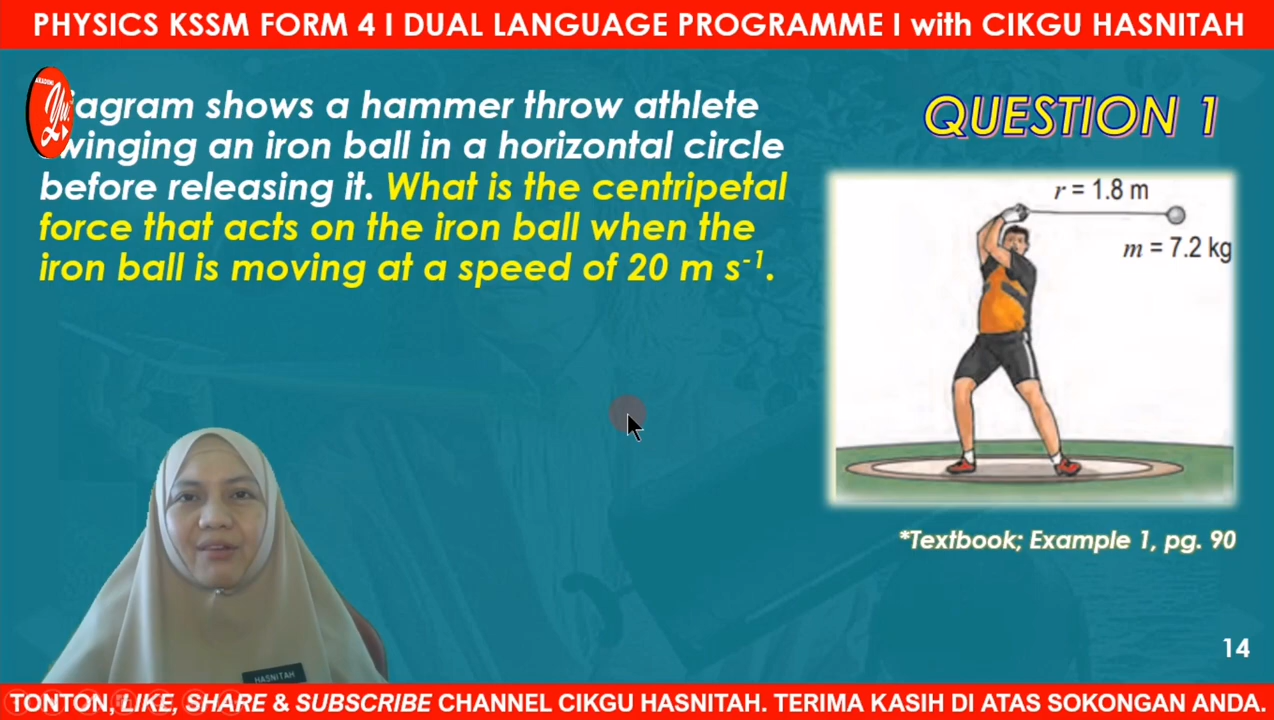 PHYSICS KSSM FORM 4 I DUAL LANGUAGE PROGRAMME I with CIKGU HASNITAH
agram shows a hammer throw athlete
winging an iron ball in a horizontal circle
before releasing it. What is the centripetal
force that acts on the iron ball when the
iron ball is moving at a speed of 20 m s⁻¹.
QUESTION 1
r = 1.8 m
m = 7.2 kg
*Textbook; Example 1, pg. 90
HASNITAH
14
TONTON, LIKE, SHARE & SUBSCRIBE CHANNEL CIKGU HASNITAH. TERIMA KASIH DI ATAS SOKONGAN ANDA.